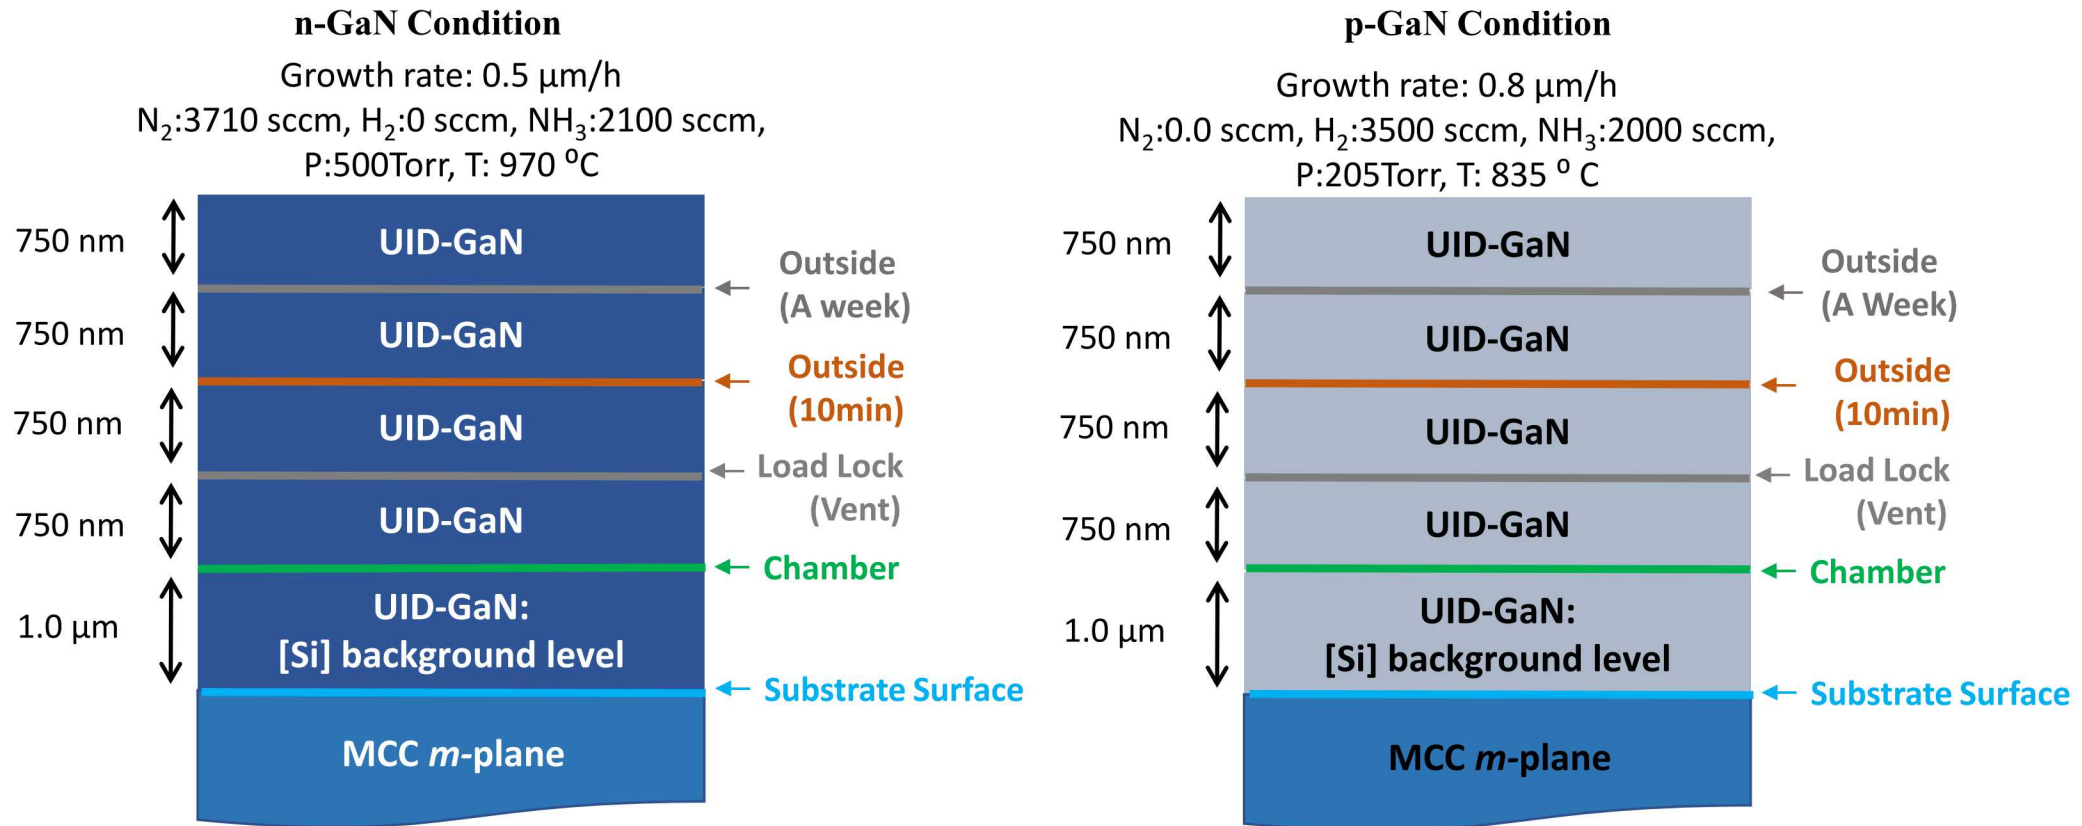 n-GaN Condition
Growth rate: 0.5 µm/h
N₂:3710 sccm, H₂:0 sccm, NH₃:2100 sccm,
P:500Torr, T: 970 ⁰C
750 nm
UID-GaN
Outside
(A week)
750 nm
UID-GaN
Outside
(10min)
750 nm
UID-GaN
Load Lock
(Vent)
750 nm
UID-GaN
Chamber
1.0 µm
UID-GaN:
[Si] background level
Substrate Surface
MCC m-plane
p-GaN Condition
Growth rate: 0.8 µm/h
N₂:0.0 sccm, H₂:3500 sccm, NH₃:2000 sccm,
P:205Torr, T: 835 ⁰ C
750 nm
UID-GaN
Outside
(A Week)
750 nm
UID-GaN
Outside
(10min)
750 nm
UID-GaN
Load Lock
(Vent)
750 nm
UID-GaN
Chamber
1.0 µm
UID-GaN:
[Si] background level
Substrate Surface
MCC m-plane